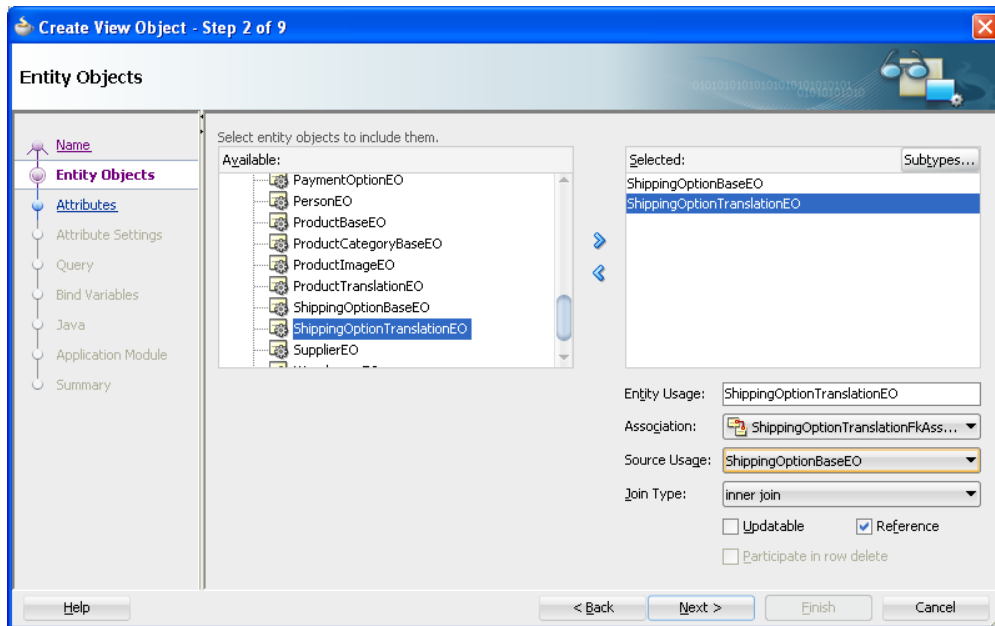 Create View Object - Step 2 of 9
Entity Objects
Name
Entity Objects
Attributes
Attribute Settings
Query
Bind Variables
Java
Application Module
Summary
Select entity objects to include them.
Available:
PaymentOptionEO
PersonEO
ProductBaseEO
ProductCategoryBaseEO
ProductImageEO
ProductTranslationEO
ShippingOptionBaseEO
ShippingOptionTranslationEO
SupplierEO
Selected:
Subtypes...
ShippingOptionBaseEO
ShippingOptionTranslationEO
Entity Usage: ShippingOptionTranslationEO
Association: ShippingOptionTranslationFkAss...
Source Usage: ShippingOptionBaseEO
Join Type: inner join
Updatable Reference
Participate in row delete
Help < Back Next > Finish Cancel